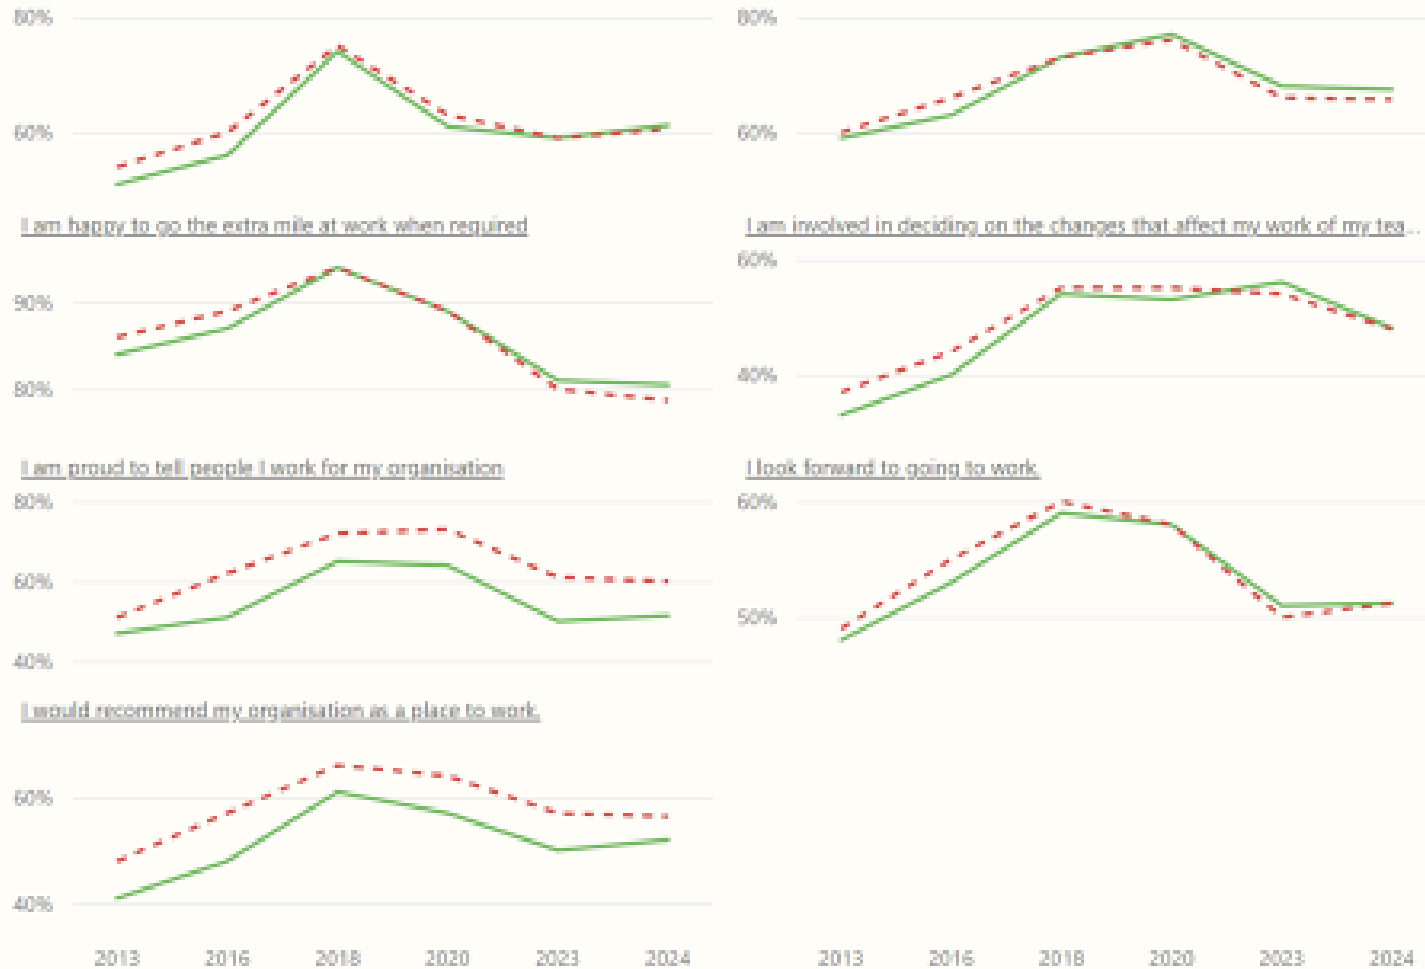 80%
80%
60%
60%
I am happy to go the extra mile at work when required
I am involved in deciding on the changes that affect my work of my tea...
60%
90%
40%
80%
I am proud to tell people I work for my organisation
I look forward to going to work.
80%
60%
60%
50%
40%
I would recommend my organisation as a place to work.
60%
40%
2013 2016 2018 2020 2023 2024
2013 2016 2018 2020 2023 2024